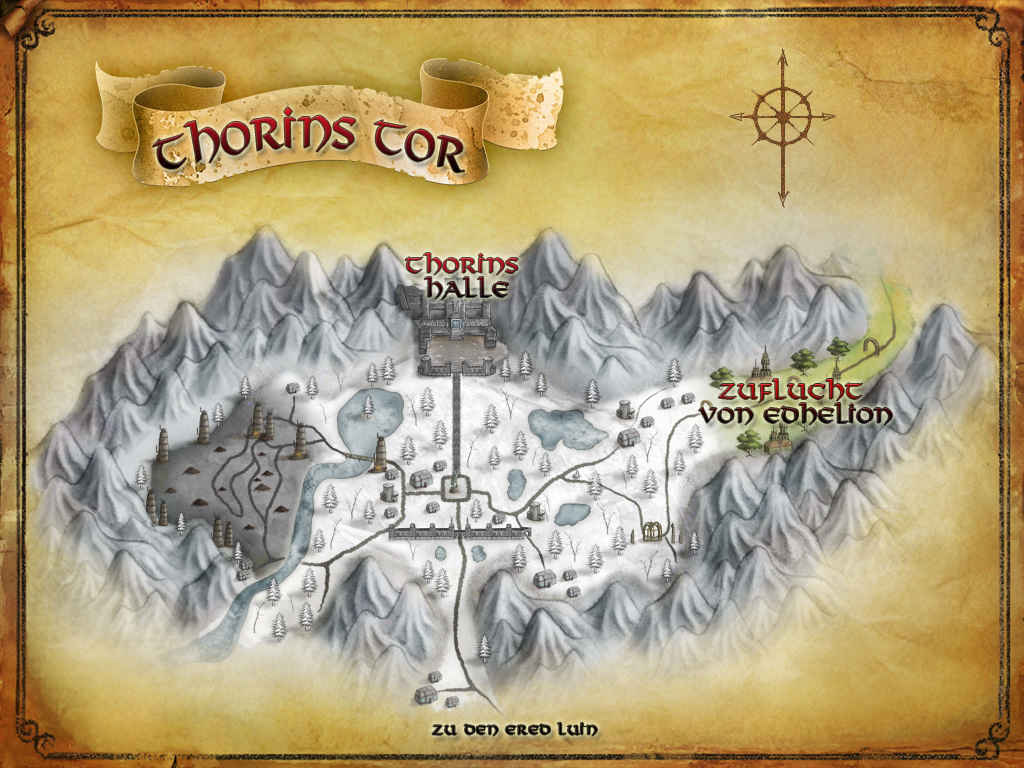 Thorins Tor
Thorins
Halle
Zuflucht
von Edhelion
zu den Ered Luin